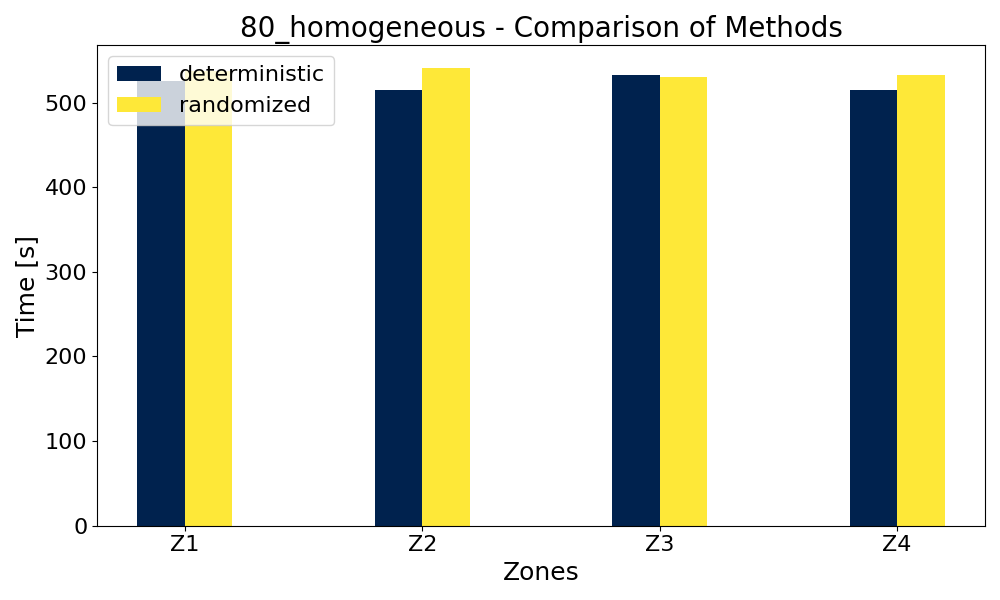 80_homogeneous - Comparison of Methods
deterministic
randomized
Time [s]
500
400
300
200
100
0
Z1 Z2 Z3 Z4
Zones